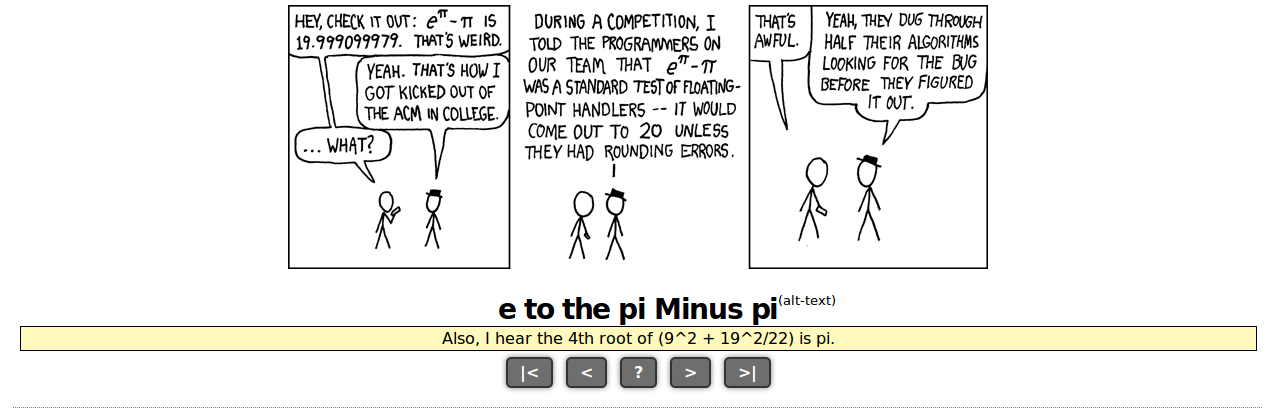 HEY, CHECK IT OUT: e^π - π IS
19.999099979. THAT'S WEIRD.
YEAH. THAT'S HOW I
GOT KICKED OUT OF
THE ACM IN COLLEGE.
... WHAT?
DURING A COMPETITION, I
TOLD THE PROGRAMMERS ON
OUR TEAM THAT e^π - π
WAS A STANDARD TEST OF FLOATING-
POINT HANDLERS -- IT WOULD
COME OUT TO 20 UNLESS
THEY HAD ROUNDING ERRORS.
THAT'S
AWFUL.
YEAH, THEY DUG THROUGH
HALF THEIR ALGORITHMS
LOOKING FOR THE BUG
BEFORE THEY FIGURED
IT OUT.
e to the pi Minus pi(alt-text)
Also, I hear the 4th root of (9^2 + 19^2/22) is pi.
|< < ? > >|